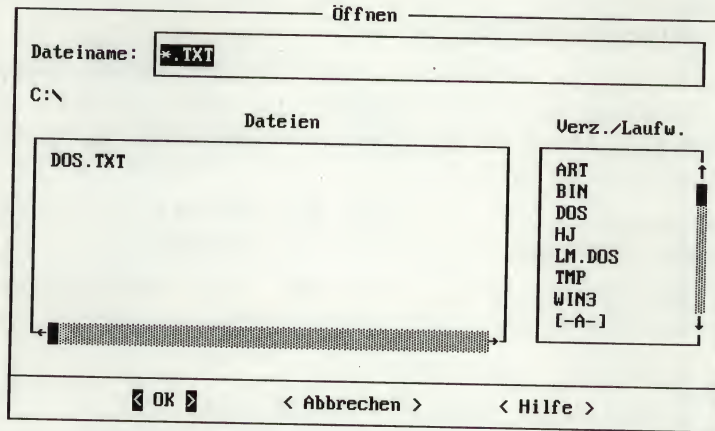 Öffnen
Dateiname: *.TXT
C:\
Dateien
Verz./Laufw.
DOS.TXT
ART
BIN
DOS
HJ
LM.DOS
TMP
WIN3
[-A-]
< OK >
< Abbrechen >
< Hilfe >